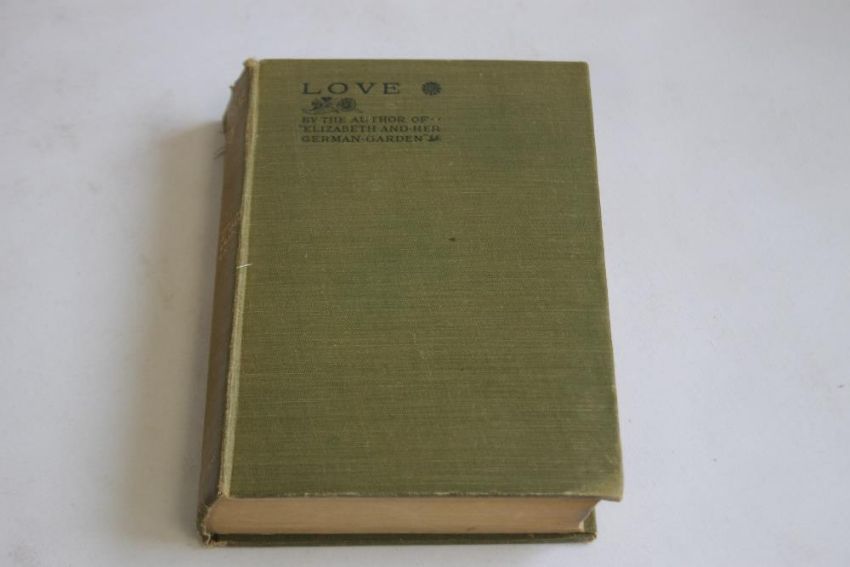 LOVE
BY THE AUTHOR OF
"ELIZABETH AND HER
GERMAN GARDEN"